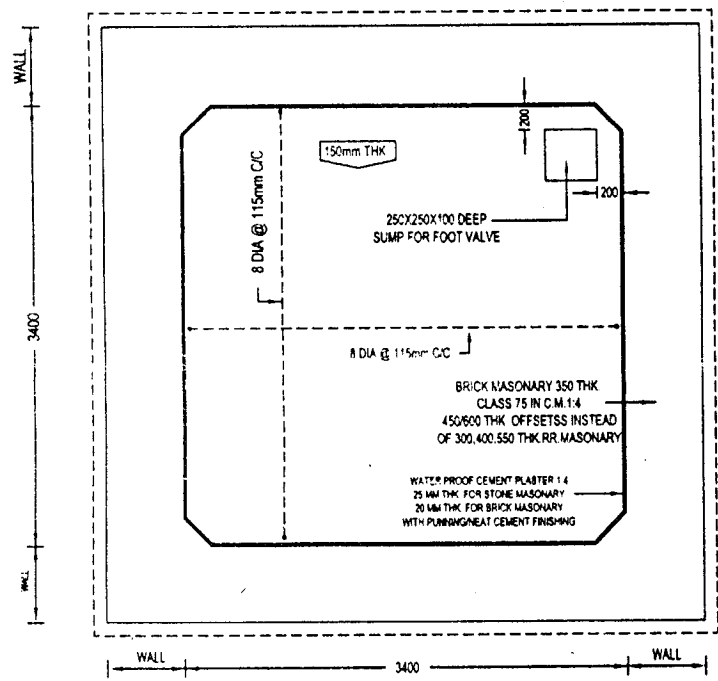 WALL
200
150mm THK
8 DIA @ 115mm C/C
200
250X250X100 DEEP
SUMP FOR FOOT VALVE
3400
8 DIA @ 115mm C/C
BRICK MASONARY 350 THK
CLASS 75 IN C.M.1:4
450/600 THK OFFSETSS INSTEAD
OF 300,400,550 THK.RR.MASONARY
WATER PROOF CEMENT PLASTER 1:4
25 MM THK FOR STONE MASONARY
20 MM THK FOR BRICK MASONARY
WITH PUNNING/NEAT CEMENT FINISHING
WALL
WALL
3400
WALL